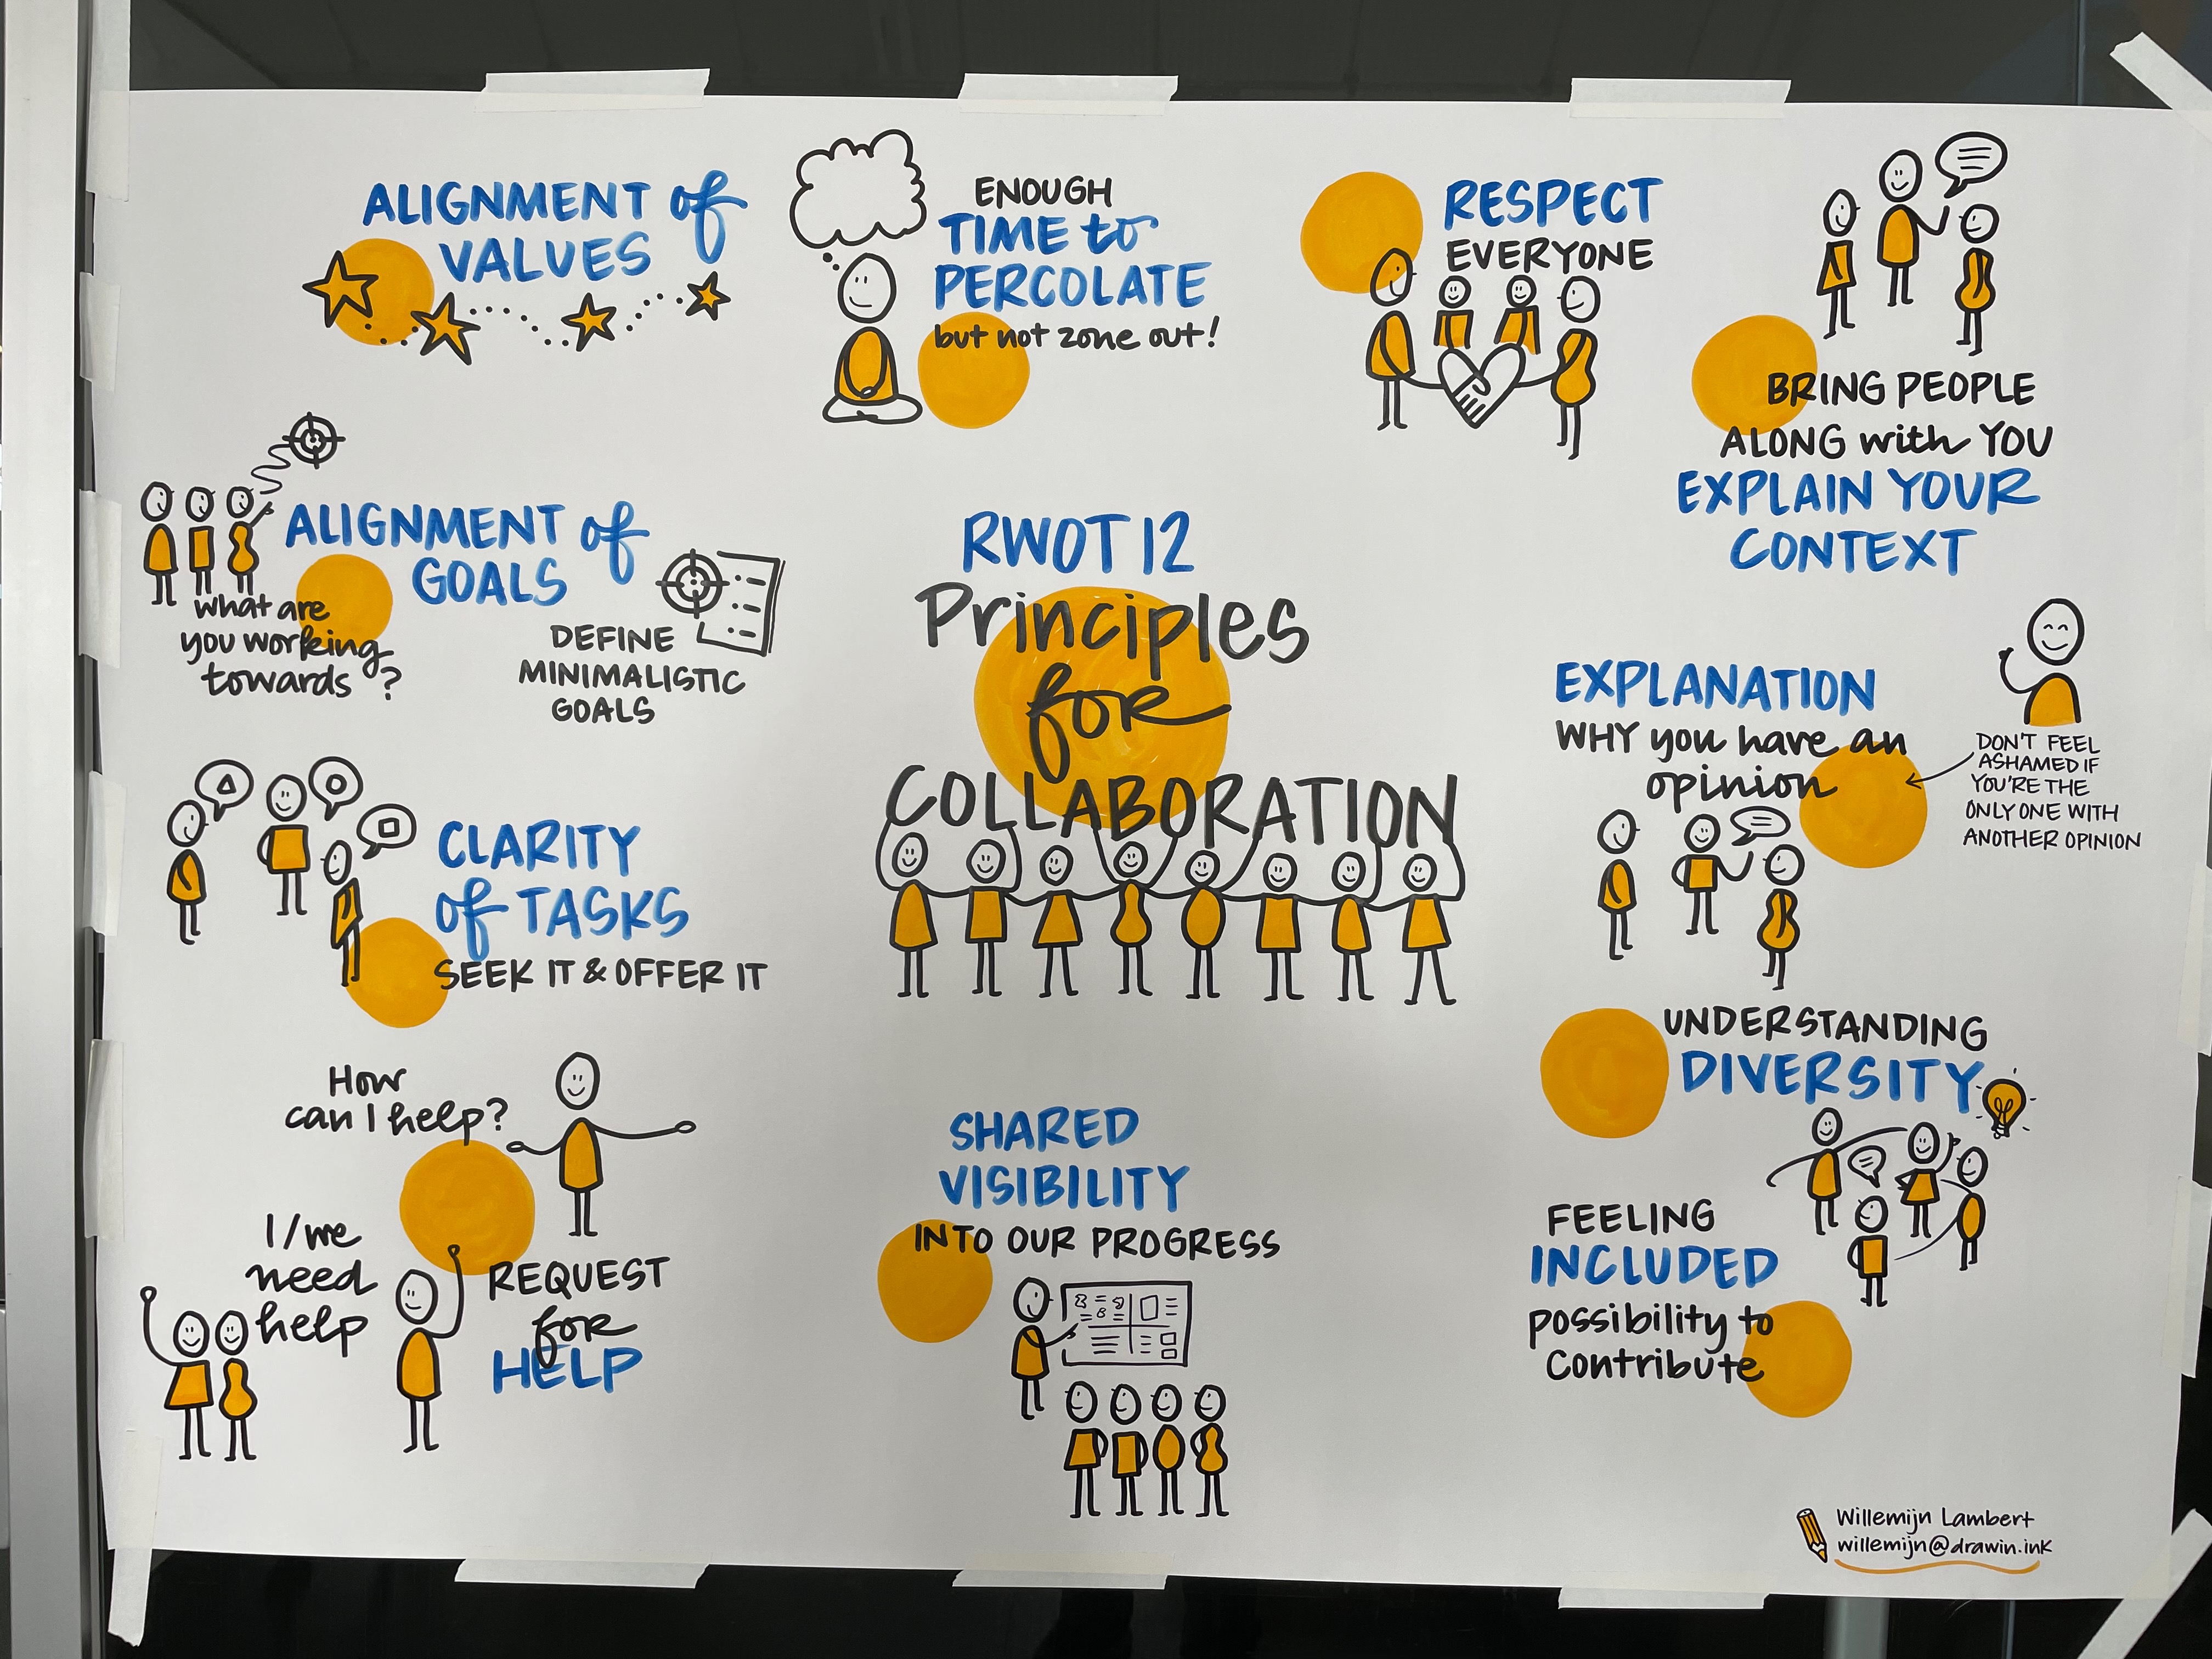 ALIGNMENT of
VALUES
ENOUGH
TIME to
PERCOLATE
but not zone out!
RESPECT
EVERYONE
BRING PEOPLE
ALONG with YOU
EXPLAIN YOUR
CONTEXT
ALIGNMENT of
GOALS
what are
you working
towards?
DEFINE
MINIMALISTIC
GOALS
RWOT 12
Principles
for
COLLABORATION
EXPLANATION
WHY you have an
opinion
DON'T FEEL
ASHAMED IF
YOU'RE THE
ONLY ONE WITH
ANOTHER OPINION
CLARITY
of TASKS
SEEK IT & OFFER IT
UNDERSTANDING
DIVERSITY
How
can I help?
I/we
need
help
REQUEST
for
HELP
SHARED
VISIBILITY
INTO OUR PROGRESS
FEELING
INCLUDED
possibility to
Contribute
Willemijn Lambert
willemijn@drawin.ink